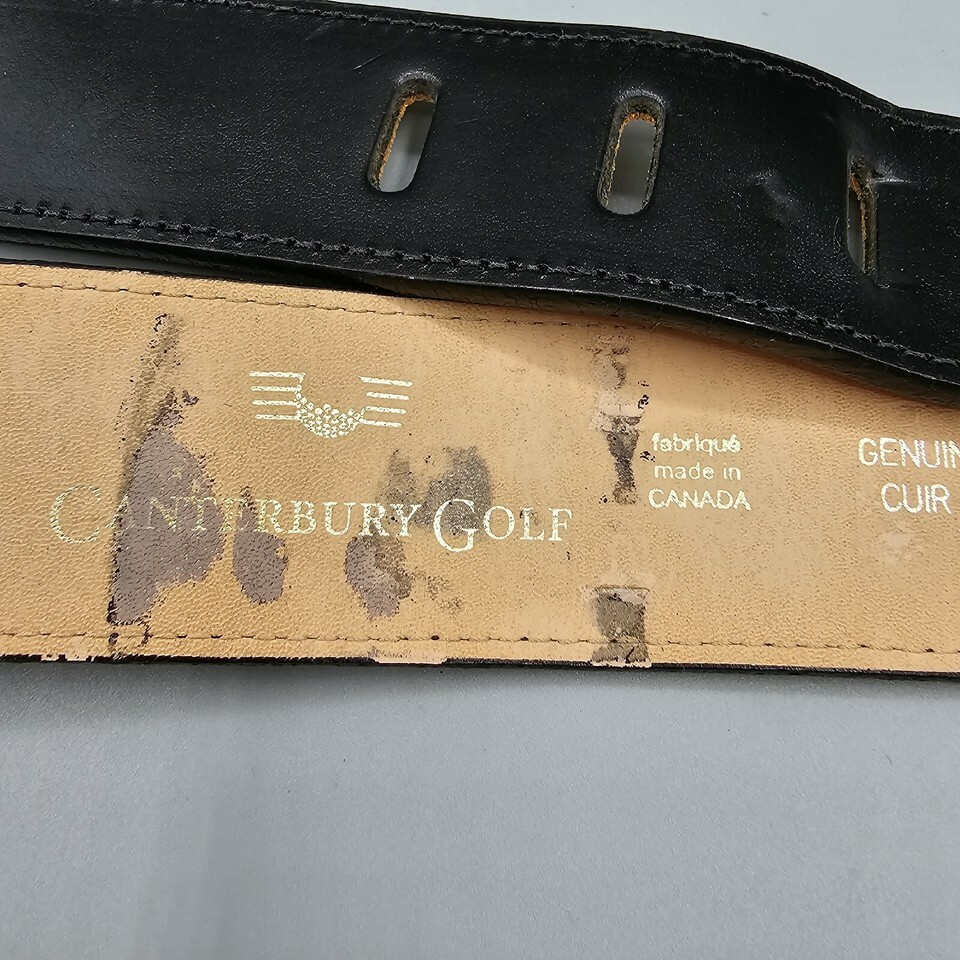 CANTERBURY GOLF
fabriqué
made in
CANADA
GENUIN
CUIR